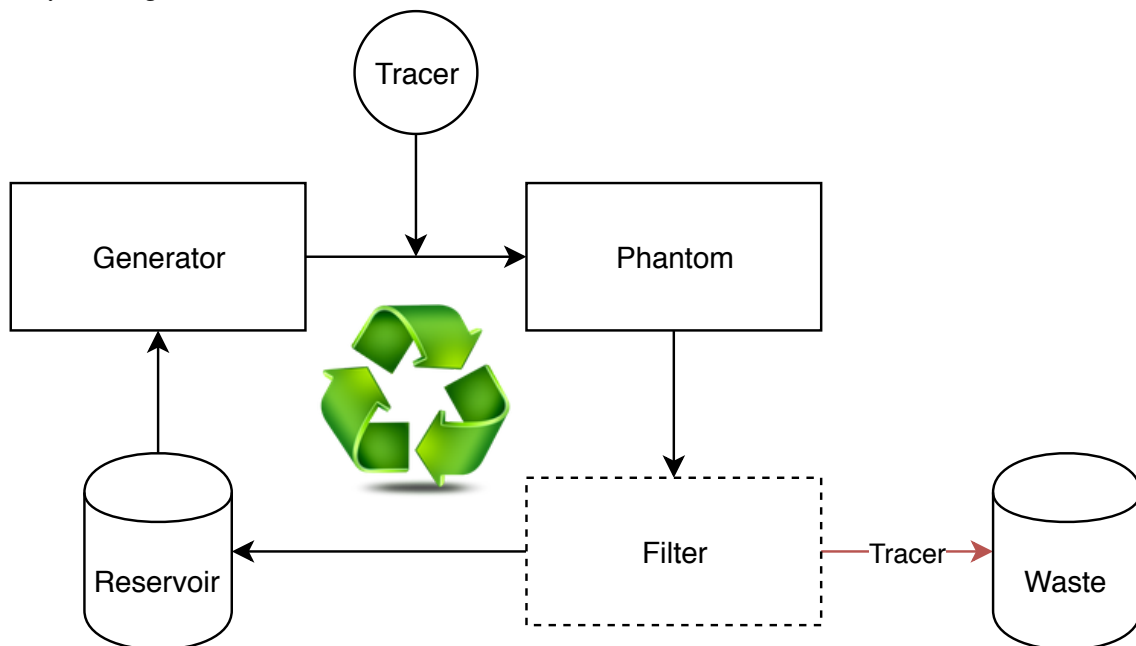 Tracer
Generator
Phantom
Filter
Tracer
Reservoir
Waste